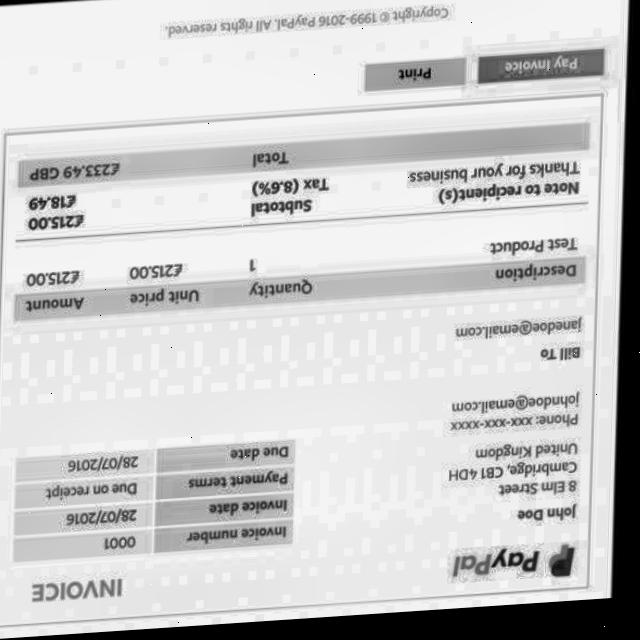 PayPal
INVOICE
John Doe
8 Elm Street
Cambridge, CB1 4DH
United Kingdom
Phone: xxx-xxx-xxxx
johndoe@email.com
Invoice number 0001
Invoice date 28/07/2016
Payment terms Due on receipt
Due date 28/07/2016
Bill To
janedoe@email.com
Description Quantity Unit price Amount
Test Product 1 £215.00 £215.00
Note to recipient(s) Subtotal £215.00
Thanks for your business Tax (8.6%) £18.49
Total £233.49 GBP
Pay Invoice Print
Copyright © 1999-2016 PayPal. All rights reserved.